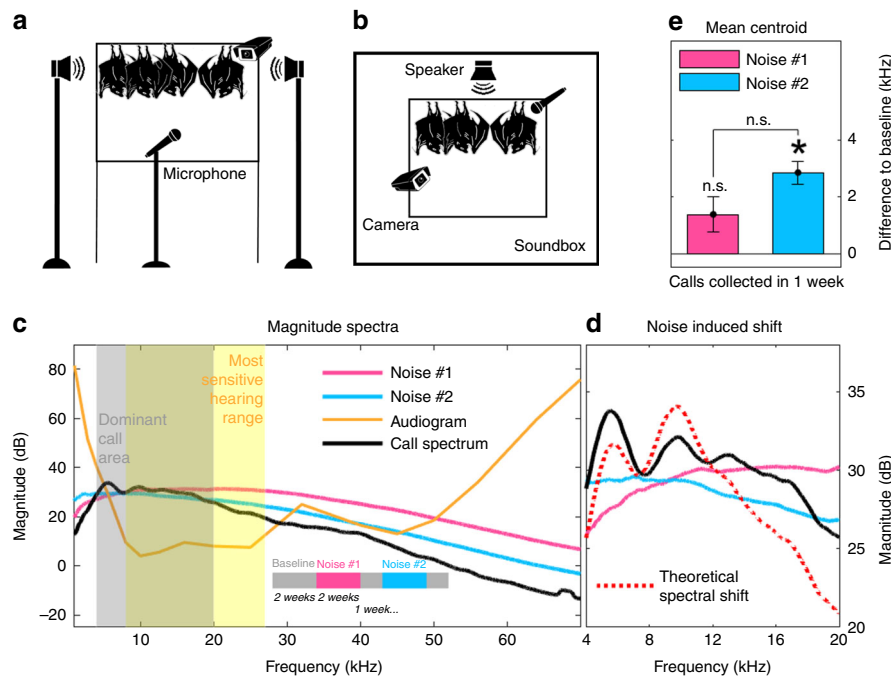 a
Microphone
b
Speaker
Camera
Soundbox
e
Mean centroid
Noise #1
Noise #2
n.s.
n.s.
*
4
2
0
Difference to baseline (kHz)
Calls collected in 1 week
c
Magnitude spectra
80
60
40
20
0
–20
Magnitude (dB)
Dominant
call
area
Most
sensitive
hearing
range
Noise #1
Noise #2
Audiogram
Call spectrum
Baseline
Noise #1
Noise #2
2 weeks
2 weeks
1 week...
10
20
30
40
50
60
Frequency (kHz)
d
Noise induced shift
Theoretical
spectral shift
35
30
25
20
Magnitude (dB)
4
8
12
16
20
Frequency (kHz)